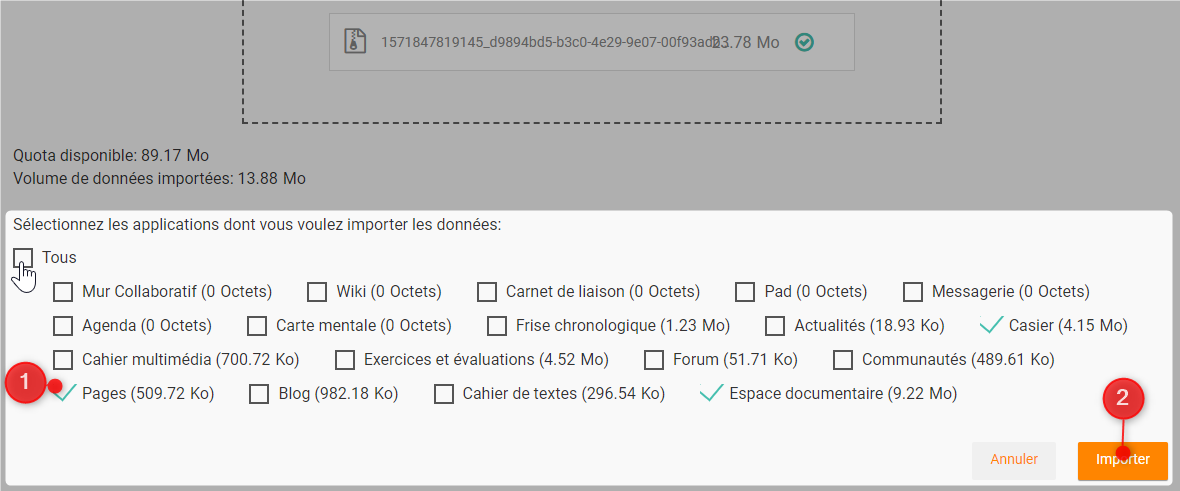 1571847819145_d9894bd5-b3c0-4e29-9e07-00f93adb... 23.78 Mo
Quota disponible: 89.17 Mo
Volume de données importées: 13.88 Mo
Sélectionnez les applications dont vous voulez importer les données:
Tous
Mur Collaboratif (0 Octets) Wiki (0 Octets) Carnet de liaison (0 Octets) Pad (0 Octets) Messagerie (0 Octets)
Agenda (0 Octets) Carte mentale (0 Octets) Frise chronologique (1.23 Mo) Actualités (18.93 Ko) Casier (4.15 Mo)
Cahier multimédia (700.72 Ko) Exercices et évaluations (4.52 Mo) Forum (51.71 Ko) Communautés (489.61 Ko)
1 Pages (509.72 Ko) Blog (982.18 Ko) Cahier de textes (296.54 Ko) Espace documentaire (9.22 Mo)
2
Annuler Importer